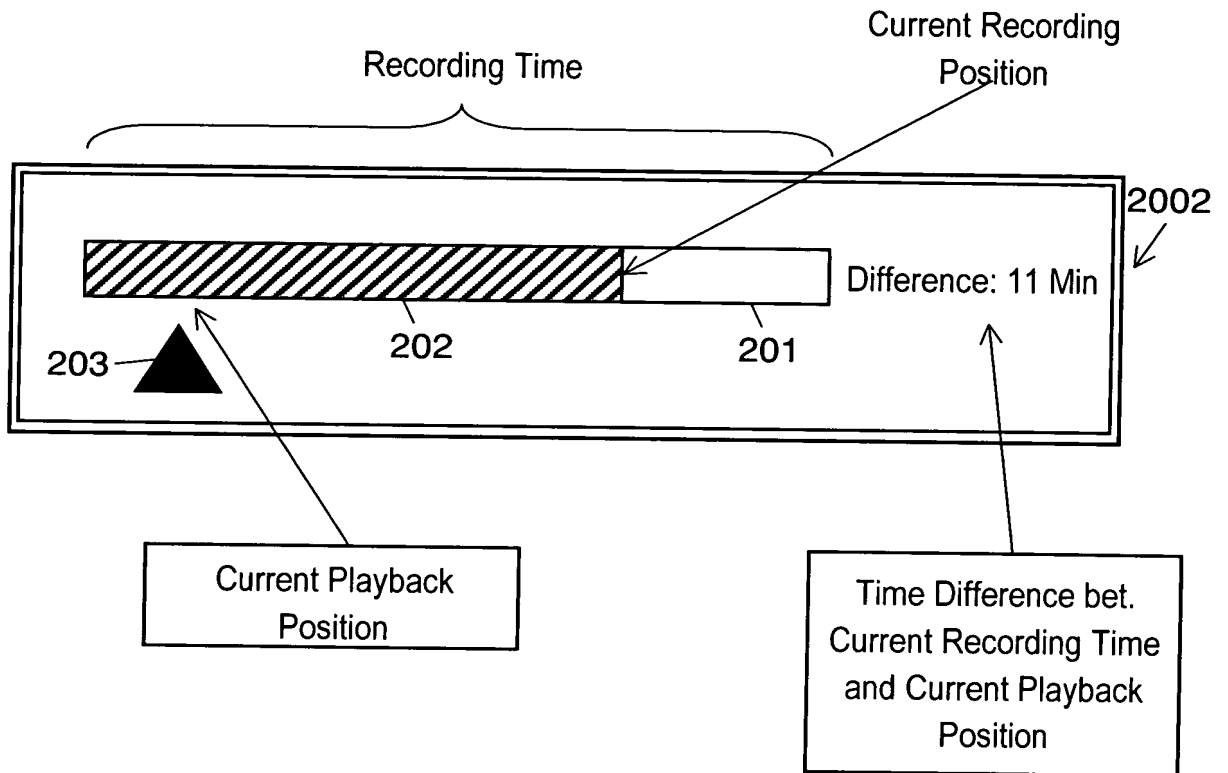 Current Recording
Position
Recording Time
2002
Difference: 11 Min
202
201
203
Current Playback
Position
Time Difference bet.
Current Recording Time
and Current Playback
Position